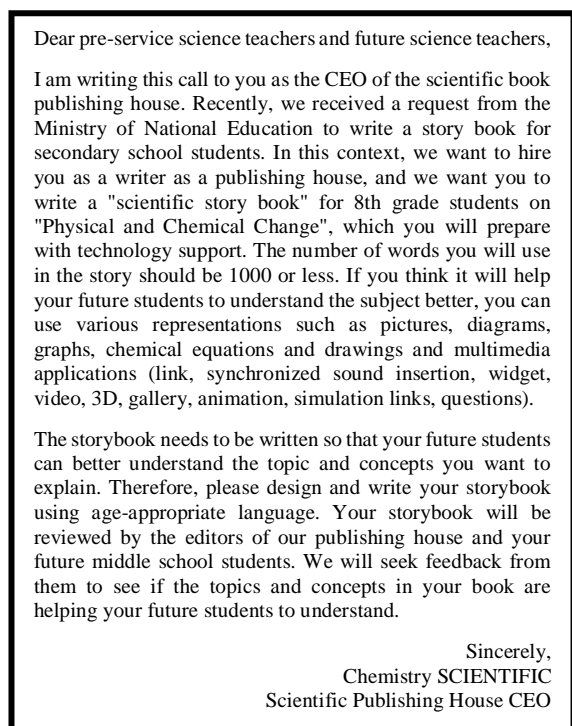 Dear pre-service science teachers and future science teachers,
I am writing this call to you as the CEO of the scientific book
publishing house. Recently, we received a request from the
Ministry of National Education to write a story book for
secondary school students. In this context, we want to hire
you as a writer as a publishing house, and we want you to
write a "scientific story book" for 8th grade students on
"Physical and Chemical Change", which you will prepare
with technology support. The number of words you will use
in the story should be 1000 or less. If you think it will help
your future students to understand the subject better, you can
use various representations such as pictures, diagrams,
graphs, chemical equations and drawings and multimedia
applications (link, synchronized sound insertion, widget,
video, 3D, gallery, animation, simulation links, questions).
The storybook needs to be written so that your future students
can better understand the topic and concepts you want to
explain. Therefore, please design and write your storybook
using age-appropriate language. Your storybook will be
reviewed by the editors of our publishing house and your
future middle school students. We will seek feedback from
them to see if the topics and concepts in your book are
helping your future students to understand.
Sincerely,
Chemistry SCIENTIFIC
Scientific Publishing House CEO